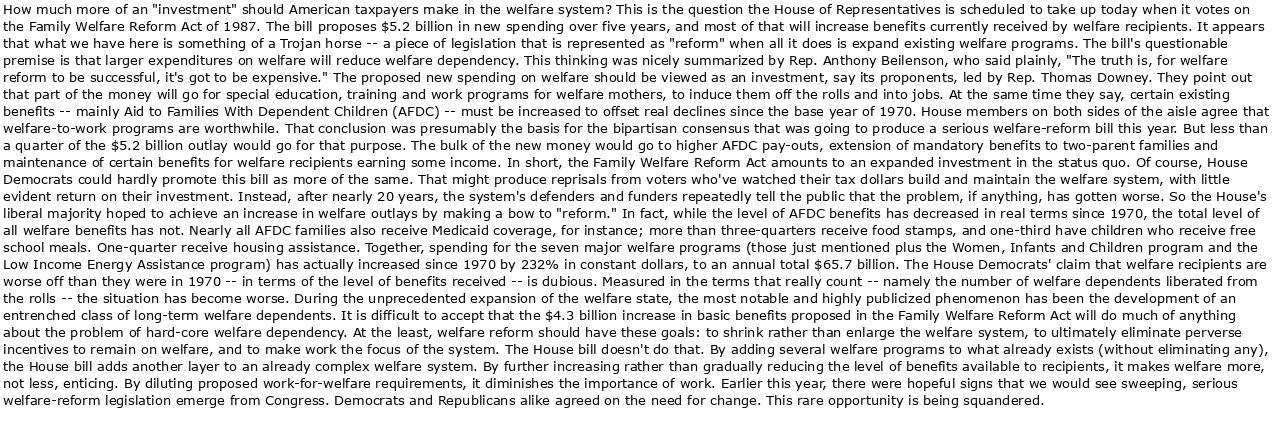 How much more of an "investment" should American taxpayers make in the welfare system? This is the question the House of Representatives is scheduled to take up today when it votes on
the Family Welfare Reform Act of 1987. The bill proposes $5.2 billion in new spending over five years, and most of that will increase benefits currently received by welfare recipients. It appears
that what we have here is something of a Trojan horse -- a piece of legislation that is represented as "reform" when all it does is expand existing welfare programs. The bill's questionable
premise is that larger expenditures on welfare will reduce welfare dependency. This thinking was nicely summarized by Rep. Anthony Beilenson, who said plainly, "The truth is, for welfare
reform to be successful, it's got to be expensive." The proposed new spending on welfare should be viewed as an investment, say its proponents, led by Rep. Thomas Downey. They point out
that part of the money will go for special education, training and work programs for welfare mothers, to induce them off the rolls and into jobs. At the same time they say, certain existing
benefits -- mainly Aid to Families With Dependent Children (AFDC) -- must be increased to offset real declines since the base year of 1970. House members on both sides of the aisle agree that
welfare-to-work programs are worthwhile. That conclusion was presumably the basis for the bipartisan consensus that was going to produce a serious welfare-reform bill this year. But less than
a quarter of the $5.2 billion outlay would go for that purpose. The bulk of the new money would go to higher AFDC pay-outs, extension of mandatory benefits to two-parent families and
maintenance of certain benefits for welfare recipients earning some income. In short, the Family Welfare Reform Act amounts to an expanded investment in the status quo. Of course, House
Democrats could hardly promote this bill as more of the same. That might produce reprisals from voters who've watched their tax dollars build and maintain the welfare system, with little
evident return on their investment. Instead, after nearly 20 years, the system's defenders and funders repeatedly tell the public that the problem, if anything, has gotten worse. So the House's
liberal majority hoped to achieve an increase in welfare outlays by making a bow to "reform." In fact, while the level of AFDC benefits has decreased in real terms since 1970, the total level of
all welfare benefits has not. Nearly all AFDC families also receive Medicaid coverage, for instance; more than three-quarters receive food stamps, and one-third have children who receive free
school meals. One-quarter receive housing assistance. Together, spending for the seven major welfare programs (those just mentioned plus the Women, Infants and Children program and the
Low Income Energy Assistance program) has actually increased since 1970 by 232% in constant dollars, to an annual total $65.7 billion. The House Democrats' claim that welfare recipients are
worse off than they were in 1970 -- in terms of the level of benefits received -- is dubious. Measured in the terms that really count -- namely the number of welfare dependents liberated from
the rolls -- the situation has become worse. During the unprecedented expansion of the welfare state, the most notable and highly publicized phenomenon has been the development of an
entrenched class of long-term welfare dependents. It is difficult to accept that the $4.3 billion increase in basic benefits proposed in the Family Welfare Reform Act will do much of anything
about the problem of hard-core welfare dependency. At the least, welfare reform should have these goals: to shrink rather than enlarge the welfare system, to ultimately eliminate perverse
incentives to remain on welfare, and to make work the focus of the system. The House bill doesn't do that. By adding several welfare programs to what already exists (without eliminating any),
the House bill adds another layer to an already complex welfare system. By further increasing rather than gradually reducing the level of benefits available to recipients, it makes welfare more,
not less, enticing. By diluting proposed work-for-welfare requirements, it diminishes the importance of work. Earlier this year, there were hopeful signs that we would see sweeping, serious
welfare-reform legislation emerge from Congress. Democrats and Republicans alike agreed on the need for change. This rare opportunity is being squandered.